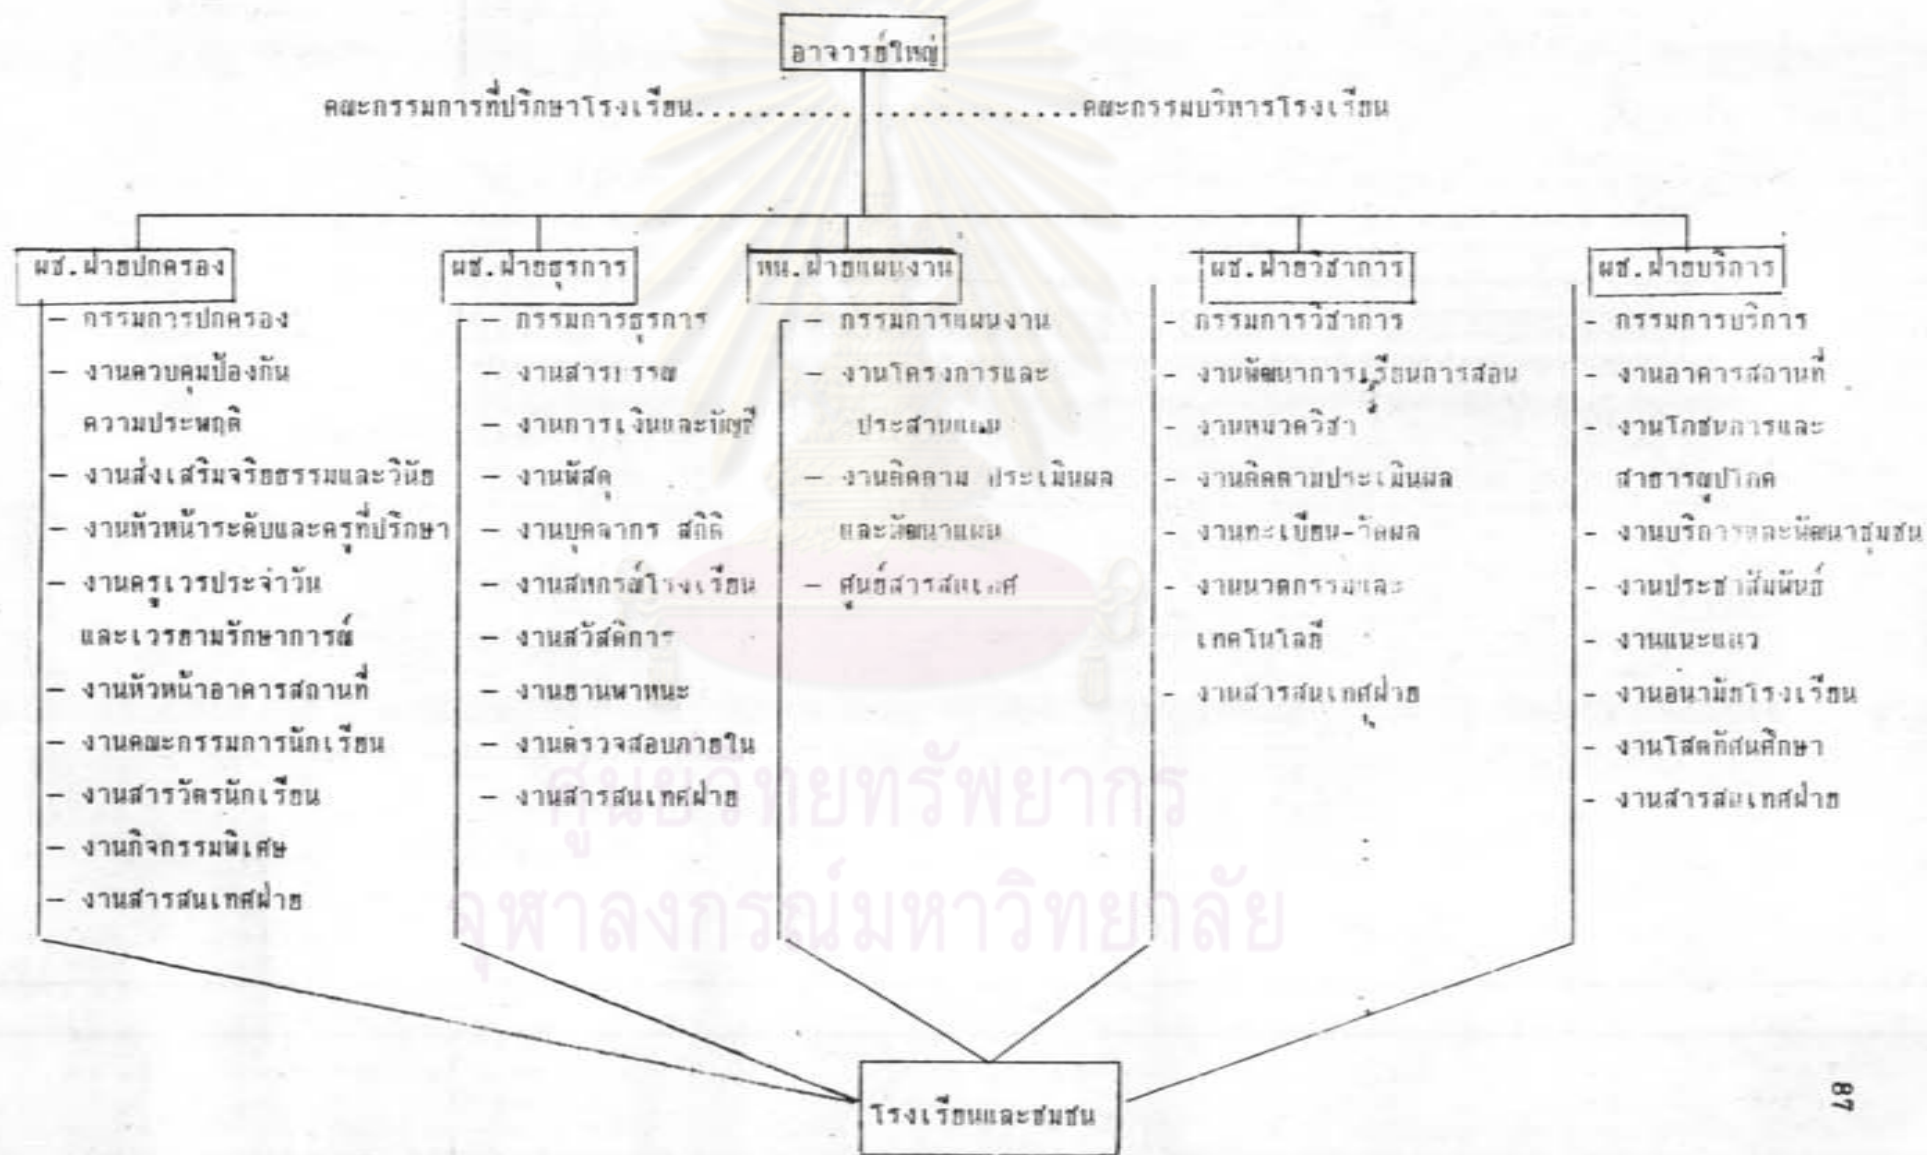 อาจารย์ใหญ่
คณะกรรมการที่ปรึกษาโรงเรียน........................คณะกรรมบริหารโรงเรียน
ผช.ฝ่ายปกครอง
- กรรมการปกครอง
- งานควบคุมป้องกัน
ความประพฤติ
- งานส่งเสริมจริยธรรมและวินัย
- งานหัวหน้าระดับและครูที่ปรึกษา
- งานครูเวรประจำวัน
และเวรยามรักษาการณ์
- งานหัวหน้าอาคารสถานที่
- งานคณะกรรมการนักเรียน
- งานสารวัตรนักเรียน
- งานกิจกรรมพิเศษ
- งานสารสนเทศฝ่าย
ผช.ฝ่ายธุรการ
- กรรมการธุรการ
- งานสารบรรณ
- งานการเงินและบัญชี
- งานพัสดุ
- งานบุคลากร สถิติ
- งานสหกรณ์โรงเรียน
- งานสวัสดิการ
- งานยานพาหนะ
- งานตรวจสอบภายใน
- งานสารสนเทศฝ่าย
หน.ฝ่ายแผนงาน
- กรรมการแผนงาน
- งานโครงการและ
ประสานแผน
- งานติดตาม ประเมินผล
และพัฒนาแผน
- ศูนย์สารสนเทศ
ผช.ฝ่ายวิชาการ
- กรรมการวิชาการ
- งานพัฒนาการเรียนการสอน
- งานหมวดวิชา
- งานติดตามประเมินผล
- งานทะเบียน-วัดผล
- งานนวตกรรมและ
เทคโนโลยี
- งานสารสนเทศฝ่าย
ผช.ฝ่ายบริการ
- กรรมการบริการ
- งานอาคารสถานที่
- งานโภชนการและ
สาธารณูปโภค
- งานบริการและพัฒนาชุมชน
- งานประชาสัมพันธ์
- งานแนะแนว
- งานอนามัยโรงเรียน
- งานโสตทัศนศึกษา
- งานสารสนเทศฝ่าย
โรงเรียนและชุมชน
87
ศูนย์วิทยทรัพยากร
จุฬาลงกรณ์มหาวิทยาลัย